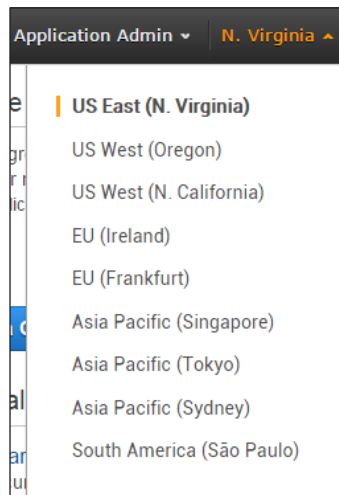 Application Admin N. Virginia
US East (N. Virginia)
US West (Oregon)
US West (N. California)
EU (Ireland)
EU (Frankfurt)
Asia Pacific (Singapore)
Asia Pacific (Tokyo)
Asia Pacific (Sydney)
South America (São Paulo)